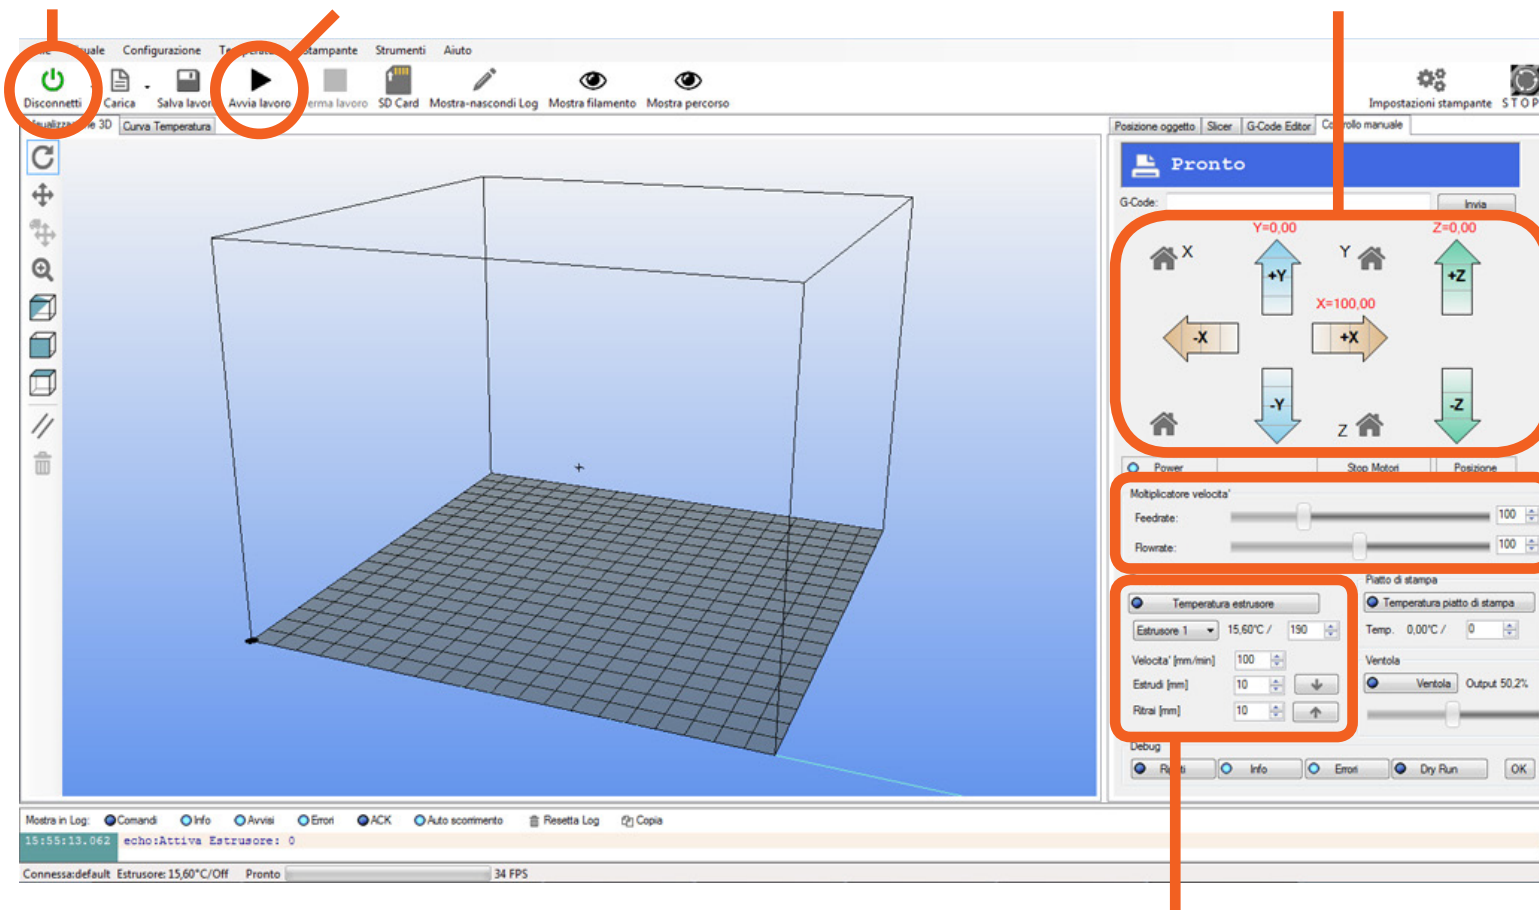 Configurazione Stampante Strumenti Aiuto
Disconnetti Carica Salva lavoro Avvia lavoro Ferma lavoro SD Card Mostra-nascondi Log Mostra filamento Mostra percorso Impostazioni stampante STOP
Visualizzazione 3D Curva Temperatura Posizione oggetto Slicer G-Code Editor Controllo manuale
Pronto
G-Code: Invia
Y=0,00 Z=0,00
X Y
+Y +Z
X=100,00
-X +X
-Y -Z
Z
Power Stop Motori Posizione
Moltiplicatore velocita'
Feedrate: 100
Flowrate: 100
Piatto di stampa
Temperatura estrusore Temperatura piatto di stampa
Estrusore 1 15,60°C / 190 Temp. 0,00°C / 0
Velocita' [mm/min] 100 Ventola
Estrudi [mm] 10 Ventola Output 50,2%
Ritrai [mm] 10
Debug
Info Errori Dry Run OK
Mostra in Log: Comandi Info Avvisi Errori ACK Auto scorrimento Resetta Log Copia
15:55:13.062 echo:Attiva Estrusore: 0
Connessa:default Estrusore: 15,60°C/Off Pronto 34 FPS